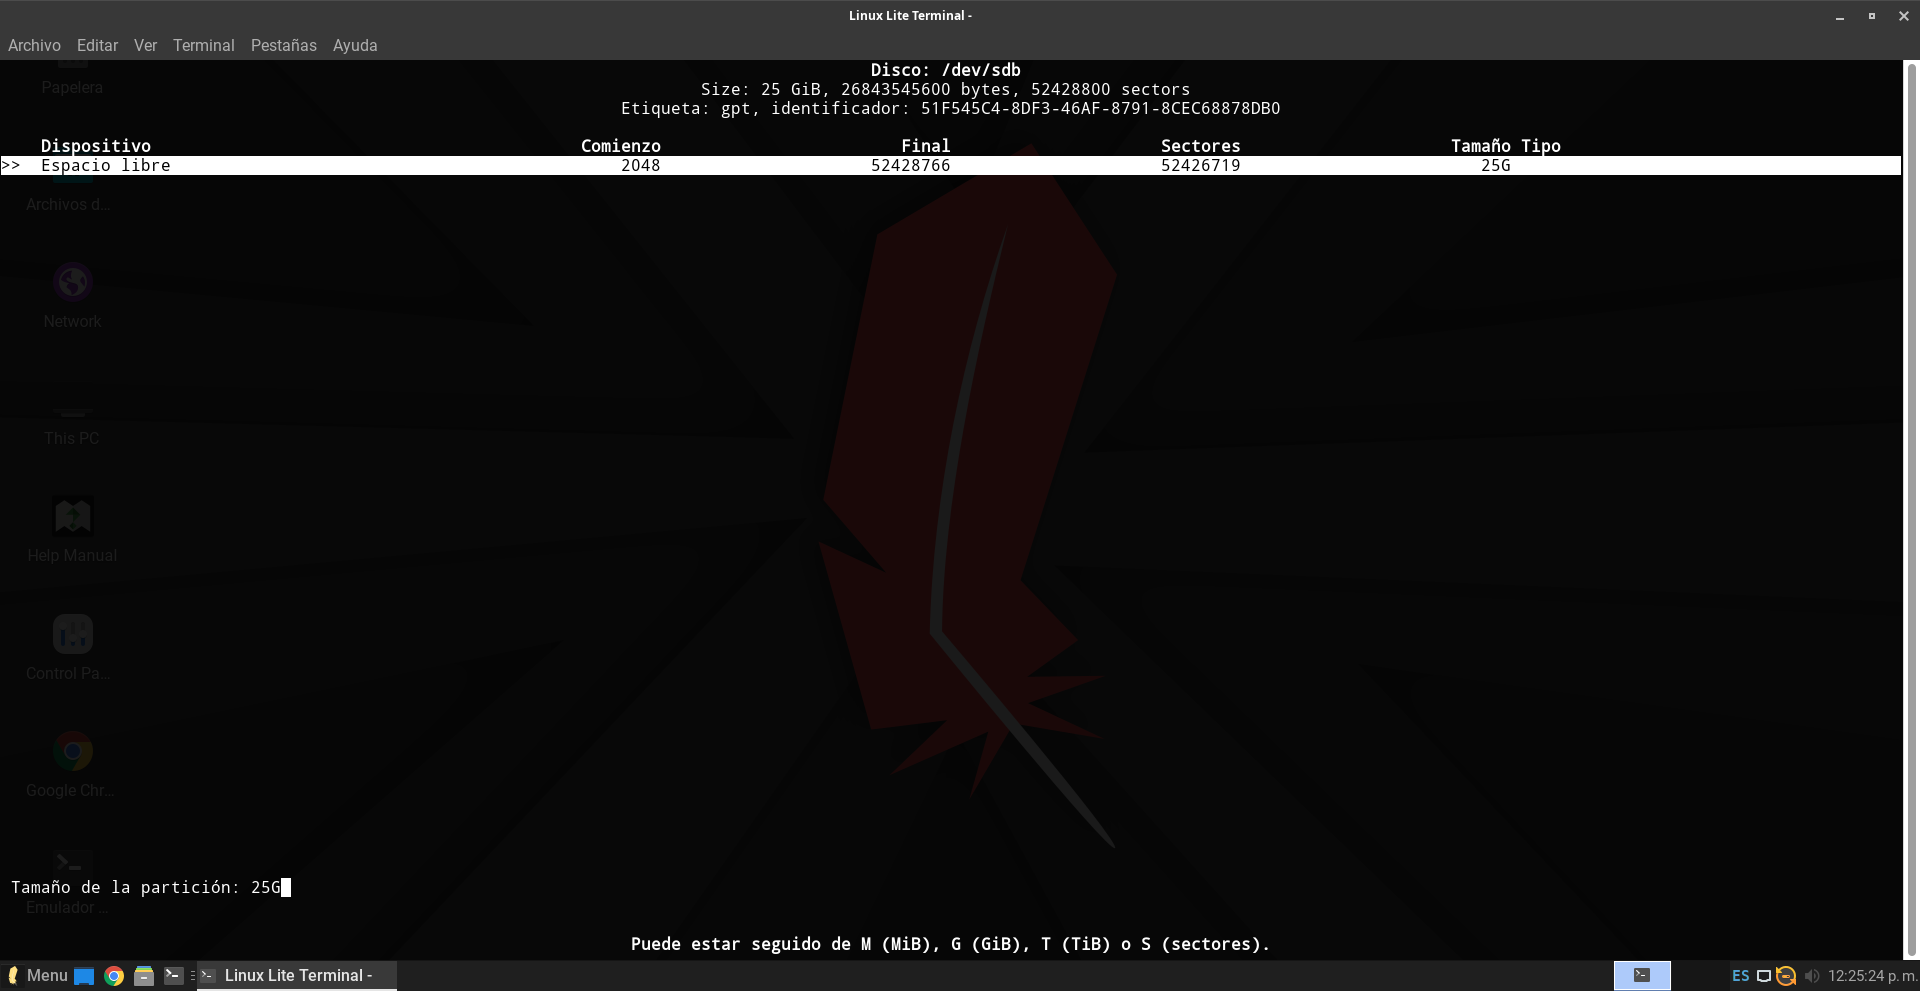 Linux Lite Terminal -
Archivo Editar Ver Terminal Pestañas Ayuda
Papelera
Disco: /dev/sdb
Size: 25 GiB, 26843545600 bytes, 52428800 sectors
Etiqueta: gpt, identificador: 51F545C4-8DF3-46AF-8791-8CEC68878DB0
Dispositivo Comienzo Final Sectores Tamaño Tipo
>> Espacio libre 2048 52428766 52426719 25G
Archivos d...
Network
This PC
Help Manual
Control Pa...
Google Chr...
Tamaño de la partición: 25G
Emulador ...
Puede estar seguido de M (MiB), G (GiB), T (TiB) o S (sectores).
Menu Linux Lite Terminal - ES 12:25:24 p. m.